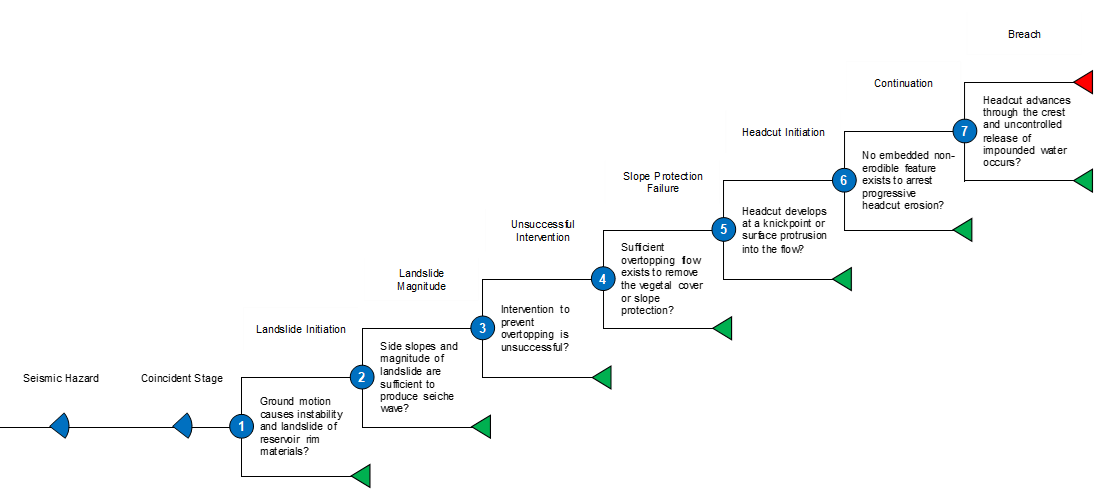 Breach
Continuation
Headcut advances
through the crest
and uncontrolled
release of
impounded water
occurs?
7
Headcut Initiation
No embedded non-
erodible feature
exists to arrest
progressive
headcut erosion?
6
Slope Protection
Failure
Headcut develops
at a knickpoint or
surface protrusion
into the flow?
5
Unsuccessful
Intervention
Sufficient
overtopping flow
exists to remove
the vegetal cover
or slope
protection?
4
Landslide
Magnitude
Intervention to
prevent
overtopping is
unsuccessful?
3
Landslide Initiation
Side slopes and
magnitude of
landslide are
sufficient to
produce seiche
wave?
2
Seismic Hazard
Coincident Stage
Ground motion
causes instability
and landslide of
reservoir rim
materials?
1